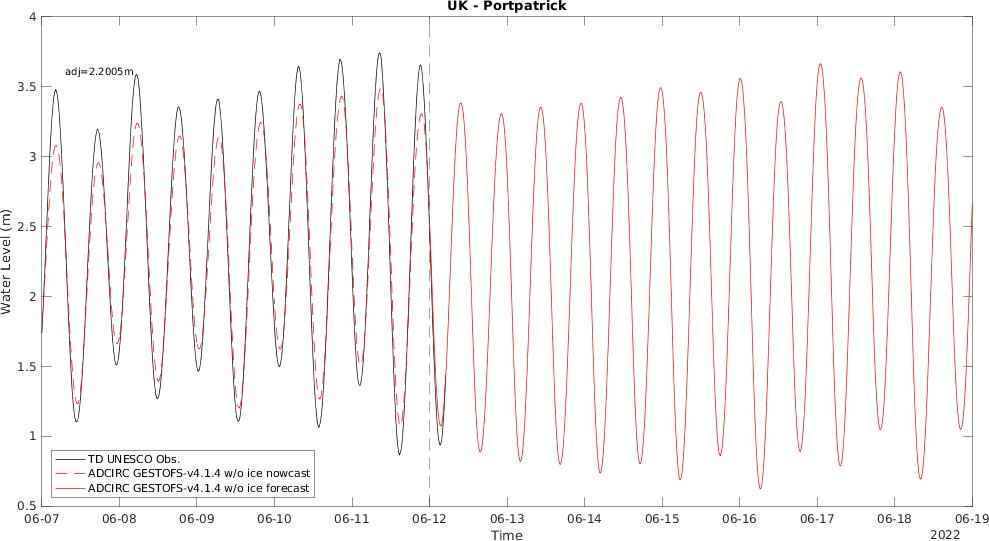 UK - Portpatrick
4
adj=2.2005m
3.5
3
2.5
2
1.5
1
0.5
Water Level (m)
TD UNESCO Obs.
ADCIRC GESTOFS-v4.1.4 w/o ice nowcast
ADCIRC GESTOFS-v4.1.4 w/o ice forecast
06-07 06-08 06-09 06-10 06-11 06-12 06-13 06-14 06-15 06-16 06-17 06-18 06-19
Time
2022